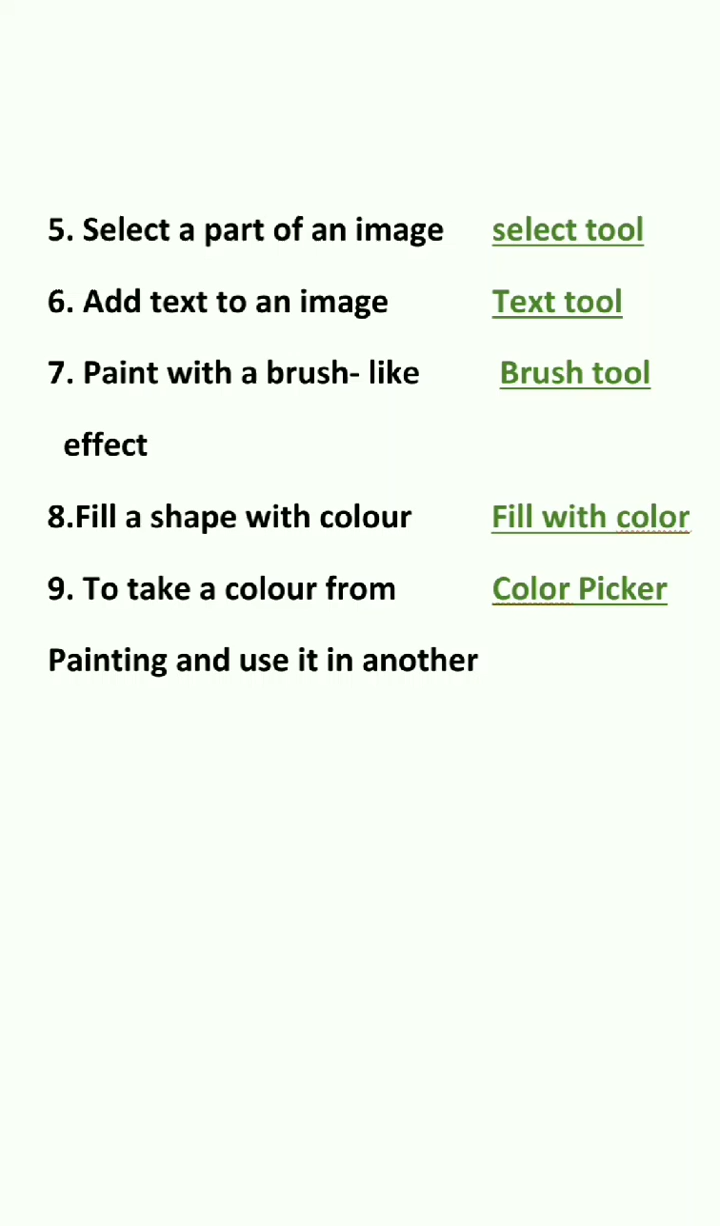 5. Select a part of an image select tool
6. Add text to an image Text tool
7. Paint with a brush- like Brush tool
effect
8.Fill a shape with colour Fill with color
9. To take a colour from Color Picker
Painting and use it in another